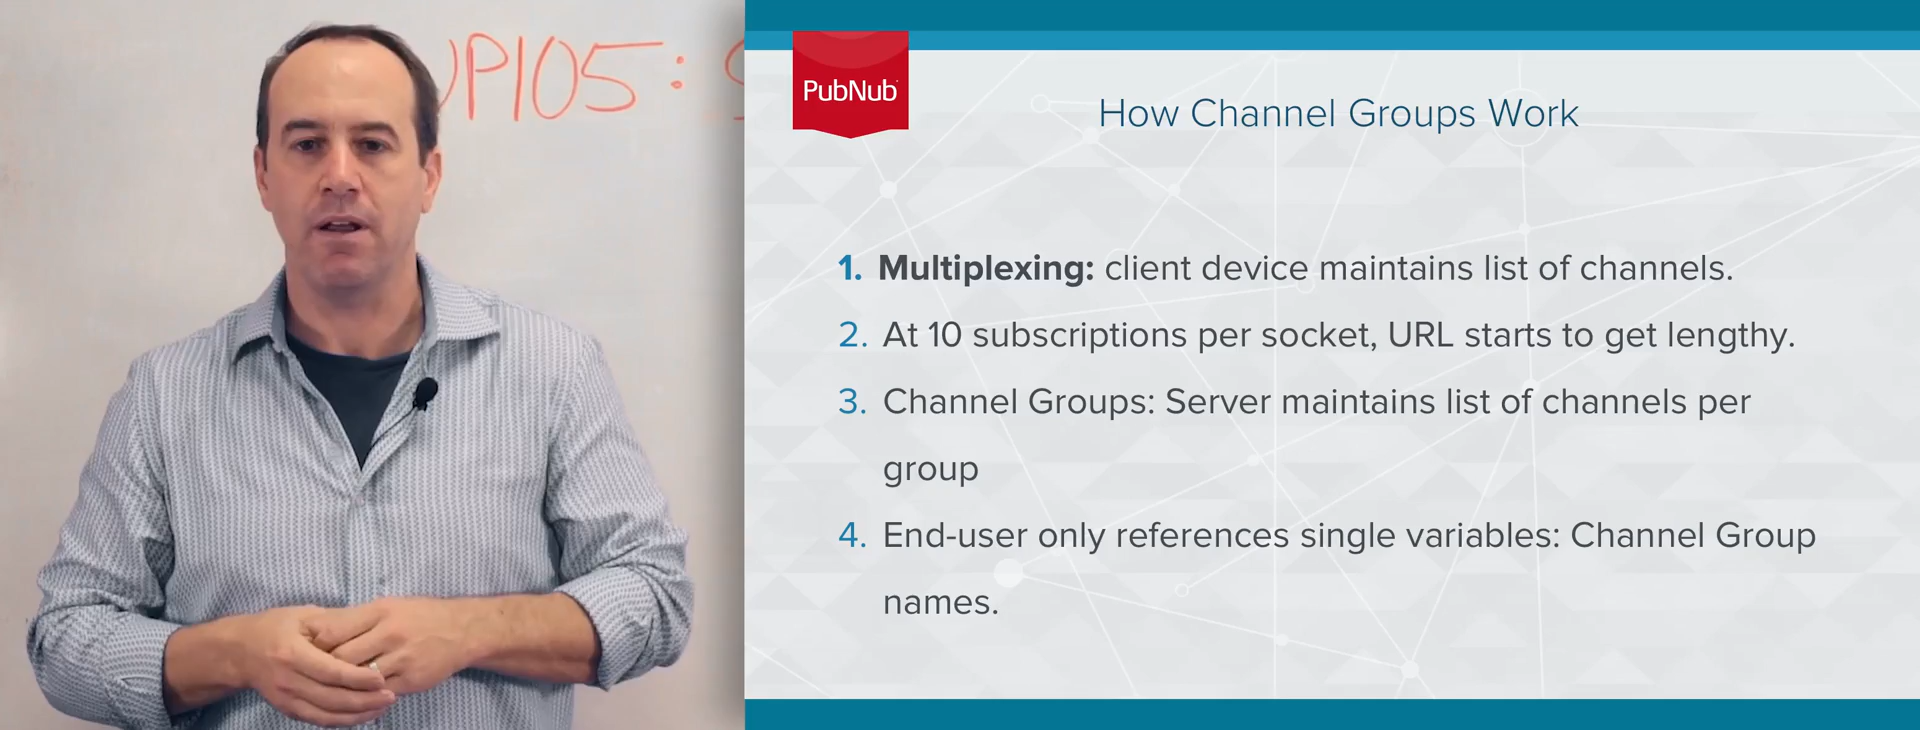 UP105:
PubNub
How Channel Groups Work
1. Multiplexing: client device maintains list of channels.
2. At 10 subscriptions per socket, URL starts to get lengthy.
3. Channel Groups: Server maintains list of channels per
group
4. End-user only references single variables: Channel Group
names.